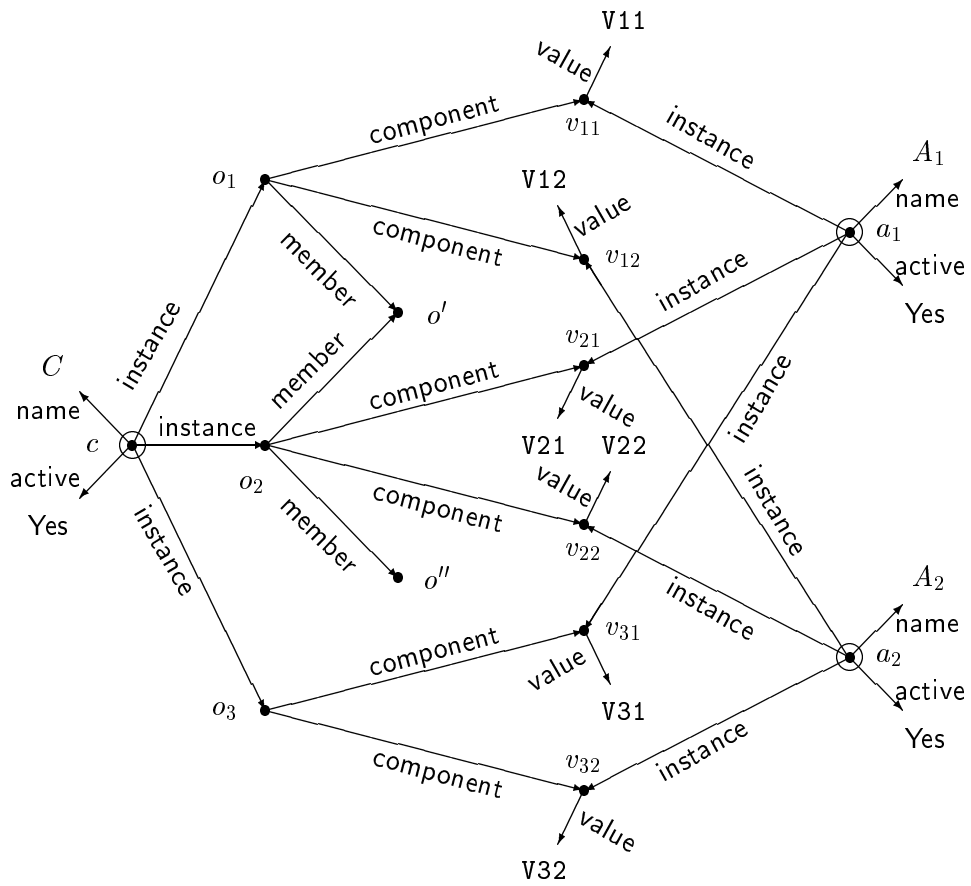 V11
value
component
instance
v₁₁
A₁
o₁
V12
name
value
component
a₁
v₁₂
member
instance
active
o′
Yes
v₂₁
instance
member
component
C
value
instance
name
instance
c
V21 V22
active
o₂
value
component
instance
Yes
member
instance
v₂₂
o″
A₂
instance
name
v₃₁
component
a₂
value
active
o₃
V31
Yes
v₃₂
instance
component
value
V32